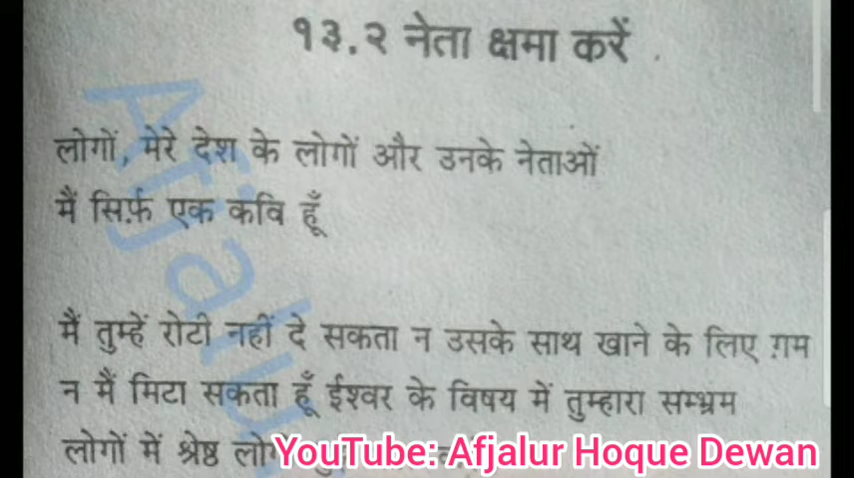 १३.२ नेता क्षमा करें
लोगों, मेरे देश के लोगों और उनके नेताओं
मैं सिर्फ़ एक कवि हूँ
मैं तुम्हें रोटी नहीं दे सकता न उसके साथ खाने के लिए ग़म
न मैं मिटा सकता हूँ ईश्वर के विषय में तुम्हारा सम्भ्रम
लोगों में श्रेष्ठ
YouTube: Afjalur Hoque Dewan
Afjalu